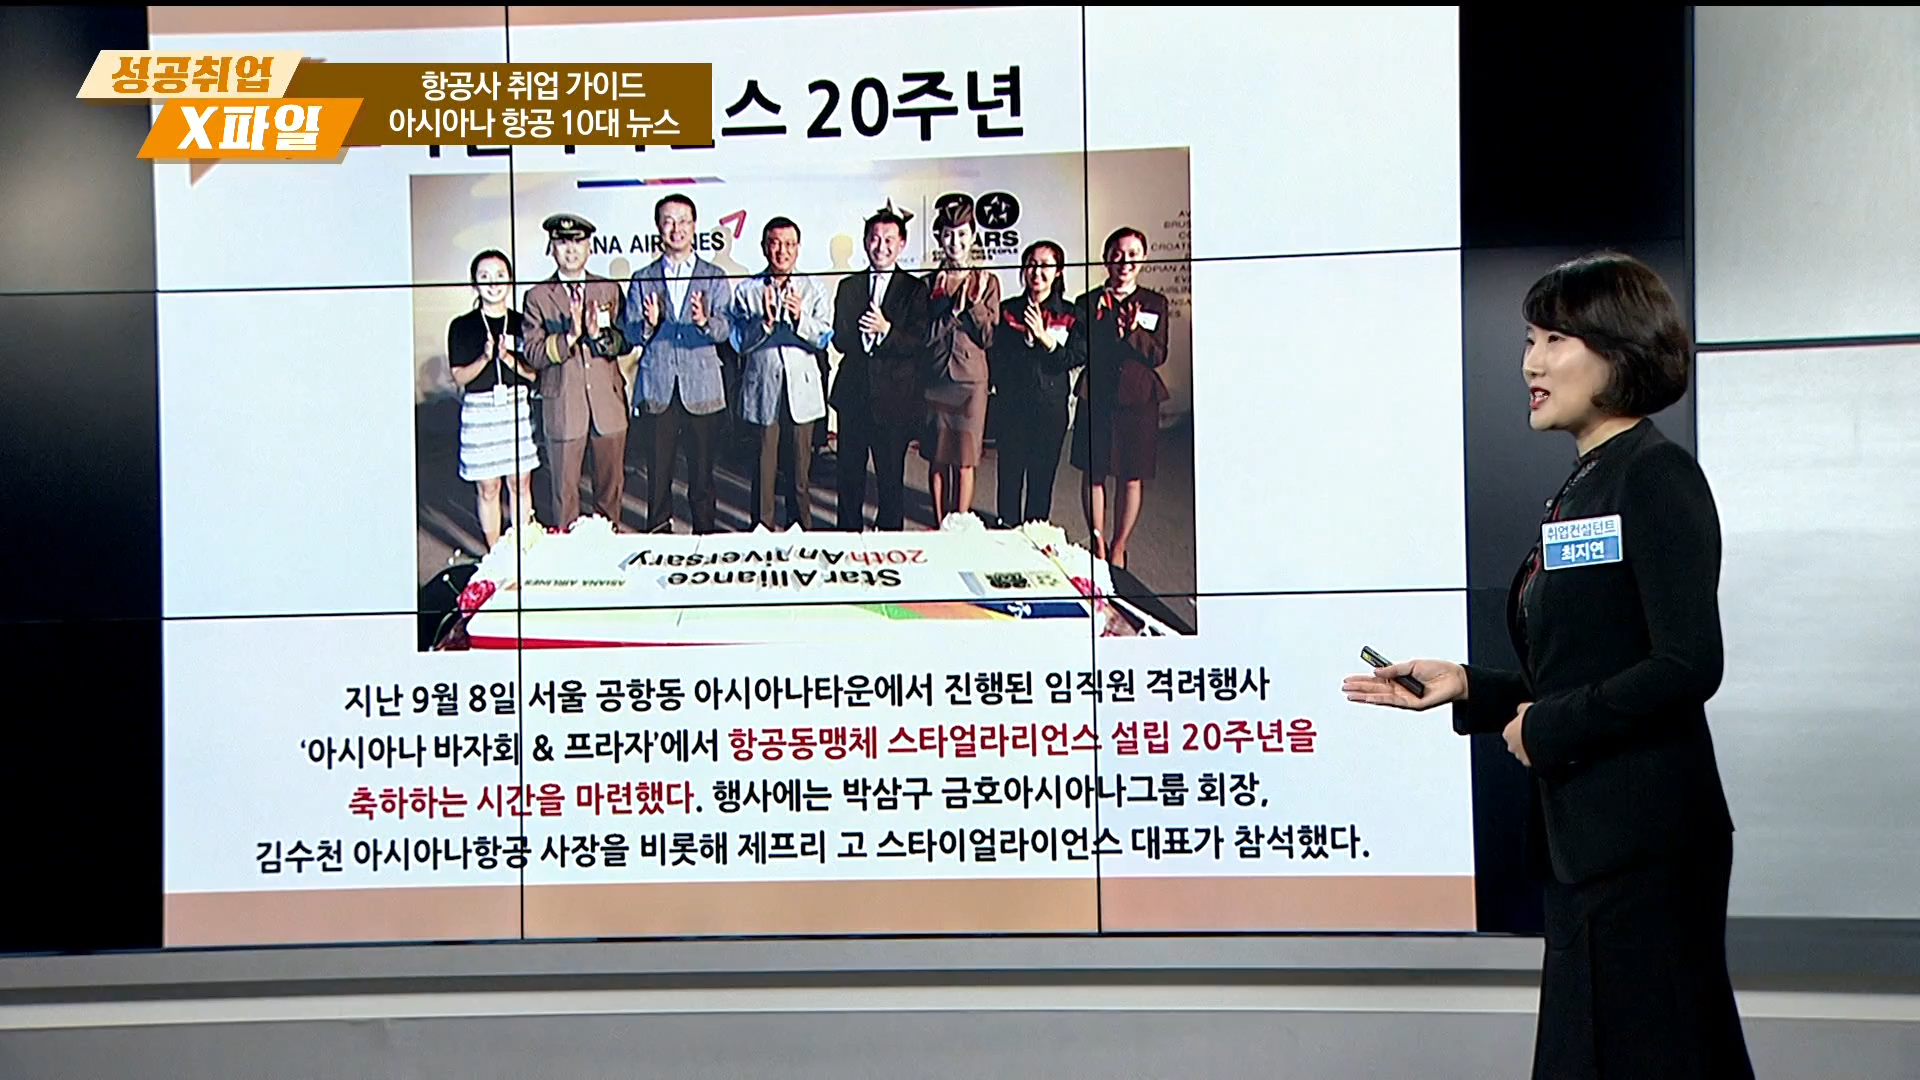 성공취업
X파일
항공사 취업 가이드
아시아나 항공 10대 뉴스
스 20주년
ASIANA AIRLINES
YEARS
Star Alliance
20th Anniversary
ASIANA AIRLINES
취업컨설턴트
최지연
지난 9월 8일 서울 공항동 아시아나타운에서 진행된 임직원 격려행사
‘아시아나 바자회 & 프라자’에서 항공동맹체 스타얼라리언스 설립 20주년을
축하하는 시간을 마련했다. 행사에는 박삼구 금호아시아나그룹 회장,
김수천 아시아나항공 사장을 비롯해 제프리 고 스타이얼라이언스 대표가 참석했다.